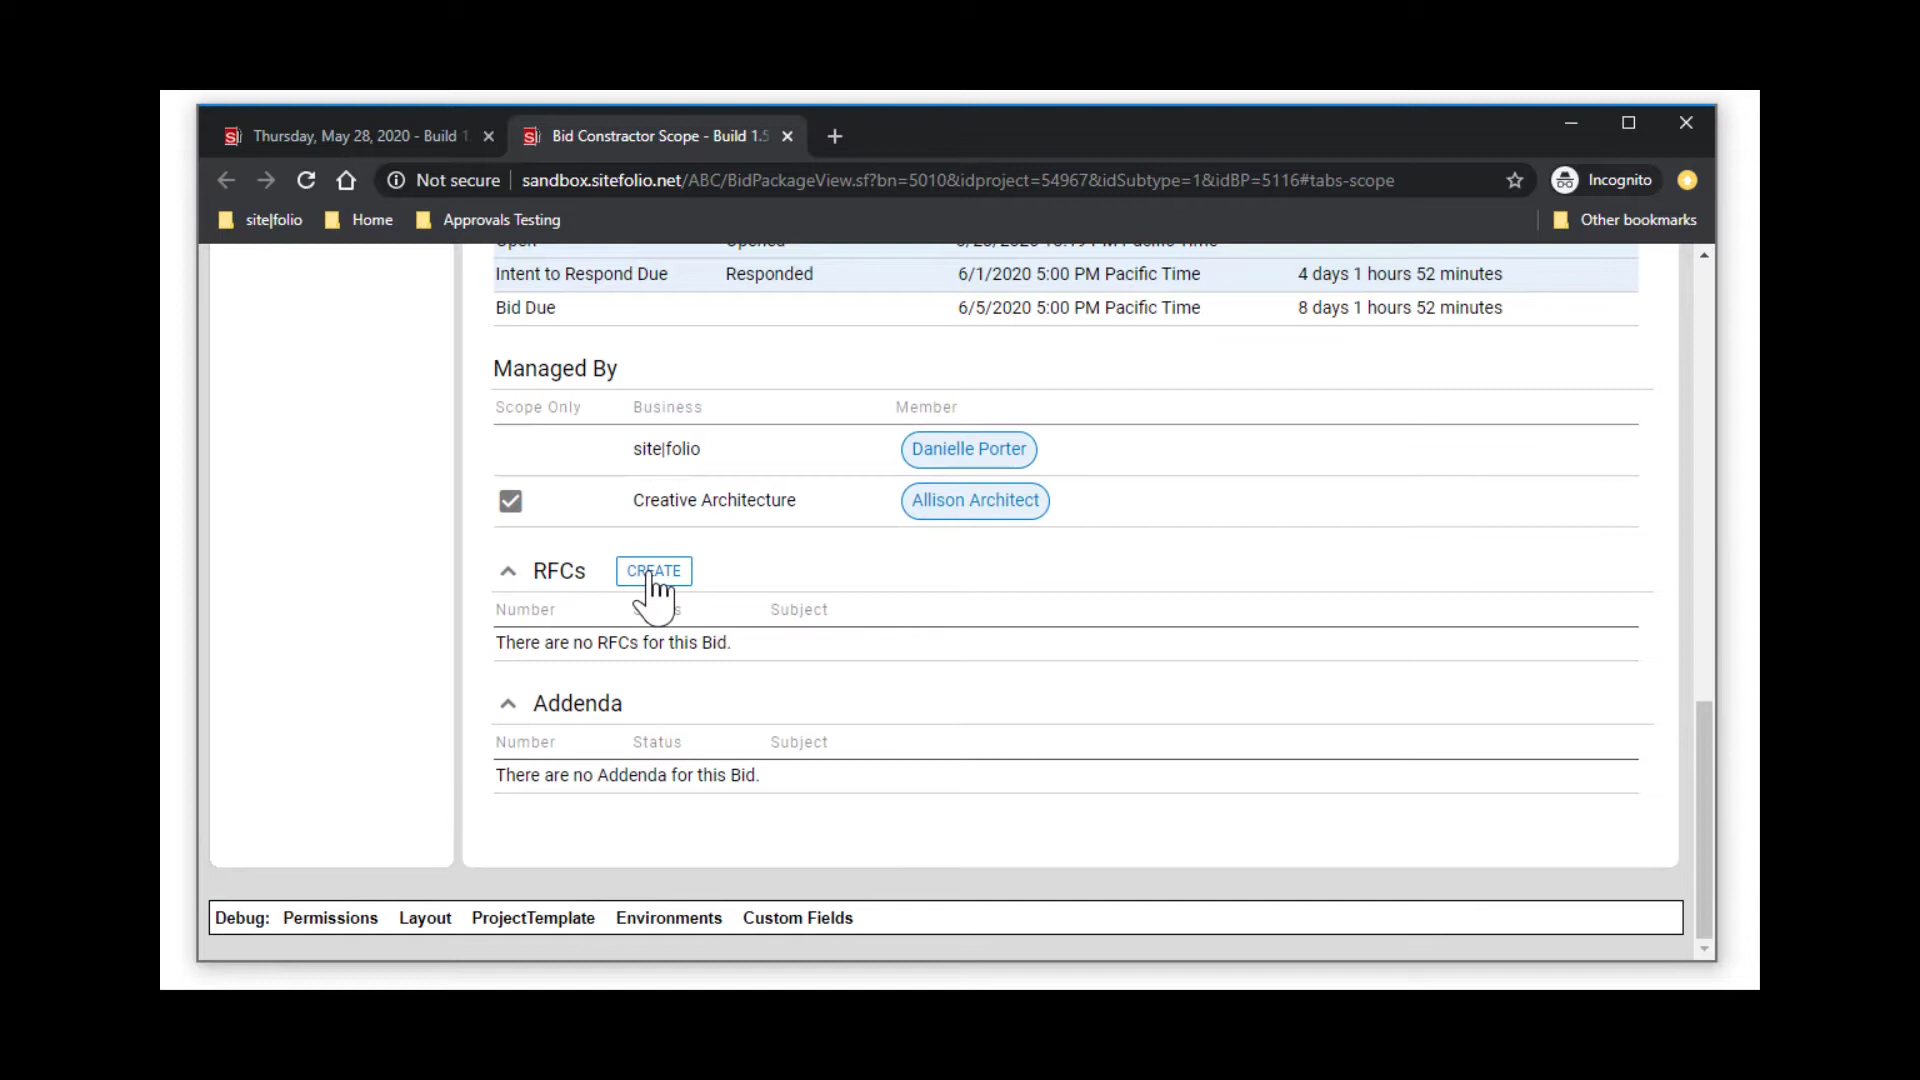 Thursday, May 28, 2020 - Build 1
Bid Constractor Scope - Build 1.5
Not secure
sandbox.sitefolio.net/ABC/BidPackageView.sf?bn=5010&idproject=54967&idSubtype=1&idBP=5116#tabs-scope
Incognito
site|folio
Home
Approvals Testing
Other bookmarks
Intent to Respond Due Responded 6/1/2020 5:00 PM Pacific Time 4 days 1 hours 52 minutes
Bid Due 6/5/2020 5:00 PM Pacific Time 8 days 1 hours 52 minutes
Managed By
Scope Only Business Member
site|folio Danielle Porter
Creative Architecture Allison Architect
RFCs CREATE
Number Subject
There are no RFCs for this Bid.
Addenda
Number Status Subject
There are no Addenda for this Bid.
Debug: Permissions Layout ProjectTemplate Environments Custom Fields